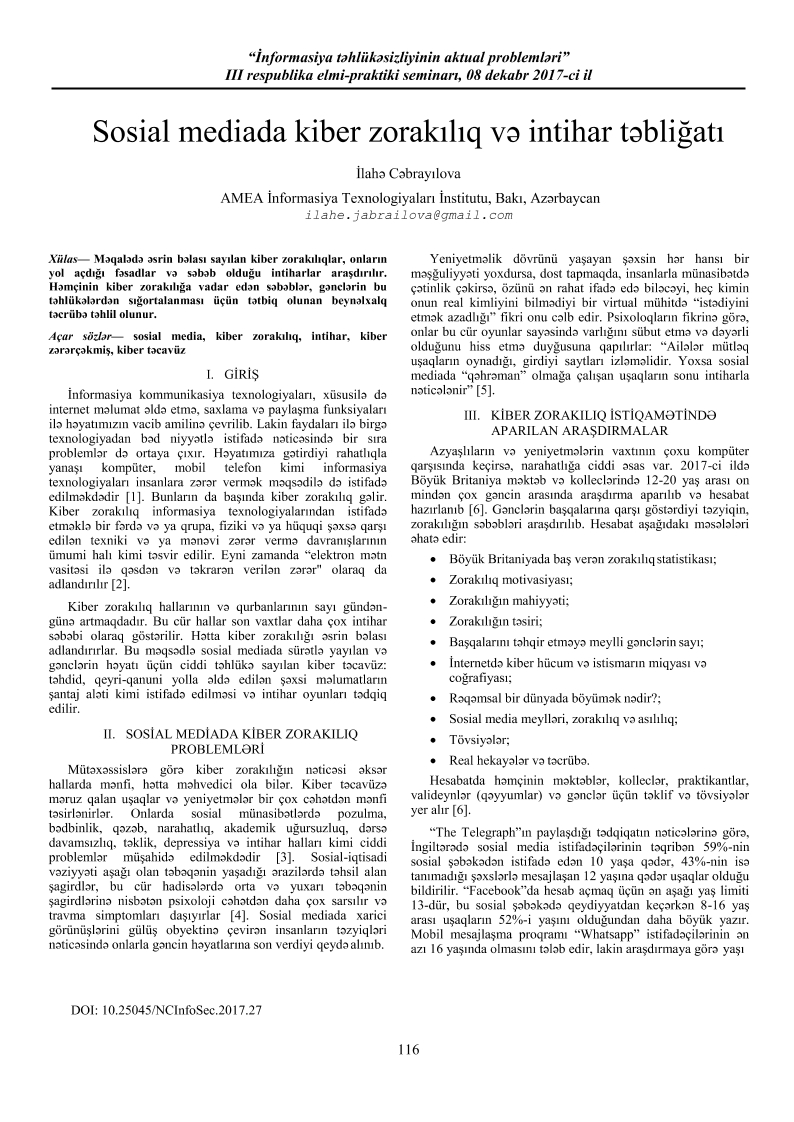 “İnformasiya təhlükəsizliyinin aktual problemləri”
III respublika elmi-praktiki seminarı, 08 dekabr 2017-ci il
Sosial mediada kiber zorakılıq və intihar təbliğatı
İlahə Cəbrayılova
AMEA İnformasiya Texnologiyaları İnstitutu, Bakı, Azərbaycan
ilahe.jabrailova@gmail.com
Xülas— Məqalədə əsrin bəlası sayılan kiber zorakılıqlar, onların
yol açdığı fəsadlar və səbəb olduğu intiharlar araşdırılır.
Həmçinin kiber zorakılığa vadar edən səbəblər, gənclərin bu
təhlükələrdən sığortalanması üçün tətbiq olunan beynəlxalq
təcrübə təhlil olunur.
Açar sözlər— sosial media, kiber zorakılıq, intihar, kiber
zərərçəkmiş, kiber təcavüz
I. GİRİŞ
İnformasiya kommunikasiya texnologiyaları, xüsusilə də
internet məlumat əldə etmə, saxlama və paylaşma funksiyaları
ilə həyatımızın vacib amilinə çevrilib. Lakin faydaları ilə birgə
texnologiyadan bəd niyyətlə istifadə nəticəsində bir sıra
problemlər də ortaya çıxır. Həyatımıza gətirdiyi rahatlıqla
yanaşı kompüter, mobil telefon kimi informasiya
texnologiyaları insanlara zərər vermək məqsədilə də istifadə
edilməkdədir [1]. Bunların da başında kiber zorakılıq gəlir.
Kiber zorakılıq informasiya texnologiyalarından istifadə
etməklə bir fərdə və ya qrupa, fiziki və ya hüquqi şəxsə qarşı
edilən texniki və ya mənəvi zərər vermə davranışlarının
ümumi halı kimi təsvir edilir. Eyni zamanda “elektron mətn
vasitəsi ilə qəsdən və təkrarən verilən zərər" olaraq da
adlandırılır [2].
Kiber zorakılıq hallarının və qurbanlarının sayı gündən-
günə artmaqdadır. Bu cür hallar son vaxtlar daha çox intihar
səbəbi olaraq göstərilir. Hətta kiber zorakılığı əsrin bəlası
adlandırırlar. Bu məqsədlə sosial mediada sürətlə yayılan və
gənclərin həyatı üçün ciddi təhlükə sayılan kiber təcavüz:
təhdid, qeyri-qanuni yolla əldə edilən şəxsi məlumatların
şantaj aləti kimi istifadə edilməsi və intihar oyunları tədqiq
edilir.
II. SOSİAL MEDİADA KİBER ZORAKILIQ
PROBLEMLƏRİ
Mütəxəssislərə görə kiber zorakılığın nəticəsi əksər
hallarda mənfi, hətta məhvedici ola bilər. Kiber təcavüzə
məruz qalan uşaqlar və yeniyetmələr bir çox cəhətdən mənfi
təsirlənirlər. Onlarda sosial münasibətlərdə pozulma,
bədbinlik, qəzəb, narahatlıq, akademik uğursuzluq, dərsə
davamsızlıq, təklik, depressiya və intihar halları kimi ciddi
problemlər müşahidə edilməkdədir [3]. Sosial-iqtisadi
vəziyyəti aşağı olan təbəqənin yaşadığı ərazilərdə təhsil alan
şagirdlər, bu cür hadisələrdə orta və yuxarı təbəqənin
şagirdlərinə nisbətən psixoloji cəhətdən daha çox sarsılır və
travma simptomları daşıyırlar [4]. Sosial mediada xarici
görünüşlərini gülüş obyektinə çevirən insanların təzyiqləri
nəticəsində onlarla gəncin həyatlarına son verdiyi qeyd alınıb.
Yeniyetməlik dövrünü yaşayan şəxsin hər hansı bir
məşğuliyyəti yoxdursa, dost tapmaqda, insanlarla münasibətdə
çətinlik çəkirsə, özünü ən rahat ifadə edə biləcəyi, heç kimin
onun real kimliyini bilmədiyi bir virtual mühitdə “istədiyini
etmək azadlığı” fikri onu cəlb edir. Psixoloqların fikrinə görə,
onlar bu cür oyunlar sayəsində varlığını sübut etmə və dəyərli
olduğunu hiss etmə duyğusuna qapılırlar: “Ailələr mütləq
uşaqların oynadığı, girdiyi saytları izləməlidir. Yoxsa sosial
mediada “qəhrəman” olmağa çalışan uşaqların sonu intiharla
nəticələnir” [5].
III. KİBER ZORAKILIQ İSTİQAMƏTİNDƏ
APARILAN ARAŞDIRMALAR
Azyaşlıların və yeniyetmələrin vaxtının çoxu kompüter
qarşısında keçirsə, narahatlığa ciddi əsas var. 2017-ci ildə
Böyük Britaniya məktəb və kolleclərində 12-20 yaş arası on
mindən çox gəncin arasında araşdırma aparılıb və hesabat
hazırlanıb [6]. Gənclərin başqalarına qarşı göstərdiyi təzyiqin,
zorakılığın səbəbləri araşdırılıb. Hesabat aşağıdakı məsələləri
əhatə edir:
• Böyük Britaniyada baş verən zorakılıq statistikası;
• Zorakılıq motivasiyası;
• Zorakılığın mahiyyəti;
• Zorakılığın təsiri;
• Başqalarını təhqir etməyə meylli gənclərin sayı;
• İnternetdə kiber hücum və istismarın miqyası və
coğrafiyası;
• Rəqəmsal bir dünyada böyümək nədir?;
• Sosial media meylləri, zorakılıq və asılılıq;
• Tövsiyələr;
• Real hekayələr və təcrübə.
Hesabatda həmçinin məktəblər, kolleclər, praktikantlar,
valideynlər (qəyyumlar) və gənclər üçün təklif və tövsiyələr
yer alır [6].
“The Telegraph”ın paylaşdığı tədqiqatın nəticələrinə görə,
İngiltərədə sosial media istifadəçilərinin təqribən 59%-nin
sosial şəbəkədən istifadə edən 10 yaşa qədər, 43%-nin isə
tanımadığı şəxslərlə mesajlaşan 12 yaşına qədər uşaqlar olduğu
bildirilir. “Facebook”da hesab açmaq üçün ən aşağı yaş limiti
13-dür, bu sosial şəbəkədə qeydiyyatdan keçərkən 8-16 yaş
arası uşaqların 52%-i yaşını olduğundan daha böyük yazır.
Mobil mesajlaşma proqramı “Whatsapp” istifadəçilərinin ən
azı 16 yaşında olmasını tələb edir, lakin araşdırmaya görə yaşı
DOI: 10.25045/NCInfoSec.2017.27
116